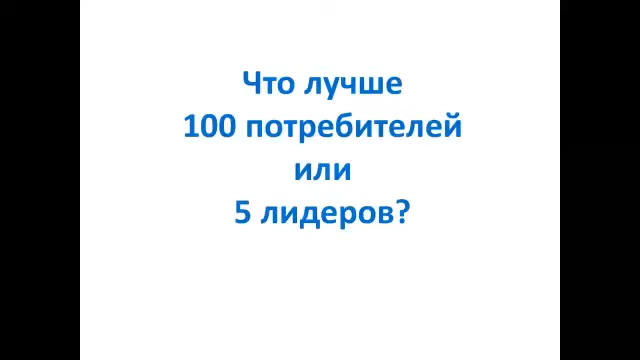 Что лучше
100 потребителей
или
5 лидеров?